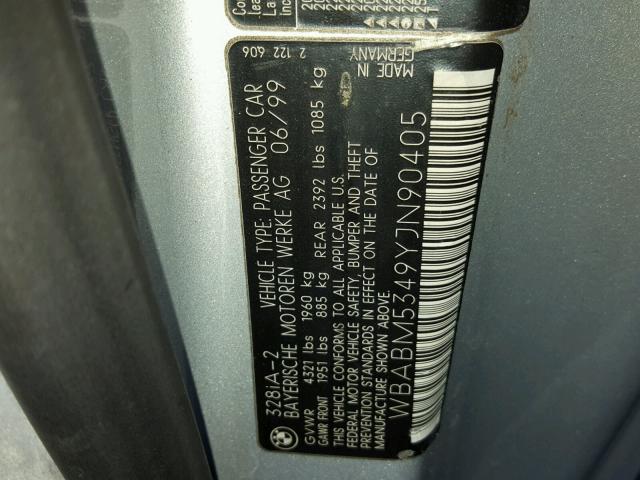 3281A-2 VEHICLE TYPE: PASSENGER CAR
BAYERISCHE MOTOREN WERKE AG 06/99
GVWR 4321 lbs 1960 kg
GAWR FRONT 1951 lbs 885 kg REAR 2392 lbs 1085 kg
THIS VEHICLE CONFORMS TO ALL APPLICABLE U.S.
FEDERAL MOTOR VEHICLE SAFETY, BUMPER AND THEFT
PREVENTION STANDARDS IN EFFECT ON THE DATE OF
MANUFACTURE SHOWN ABOVE.
WBABM5349YJN90405
2 122 606
MADE IN
GERMANY